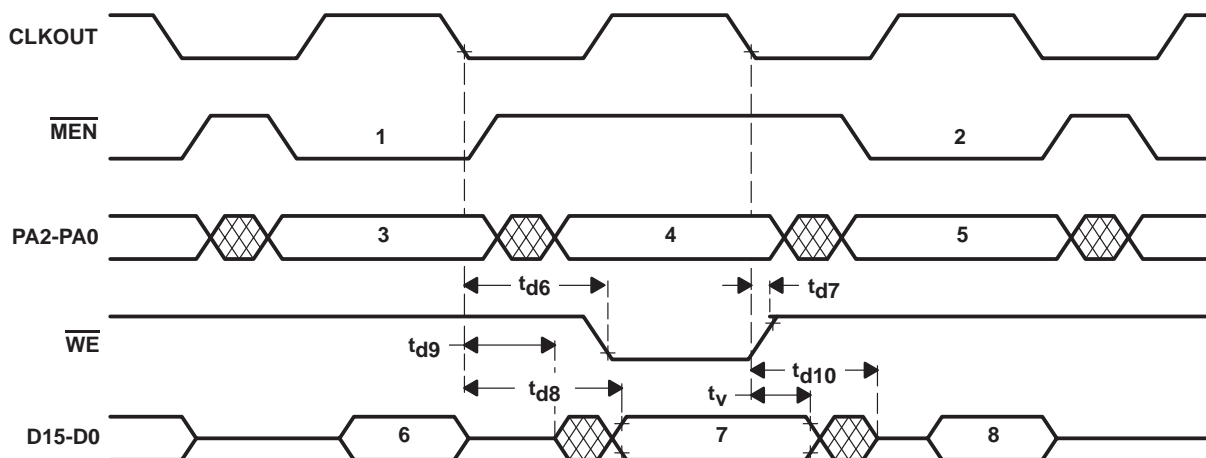 CLKOUT
MEN
1
2
PA2-PA0
3
4
5
td6
td7
WE
td9
td10
td8
tv
D15-D0
6
7
8